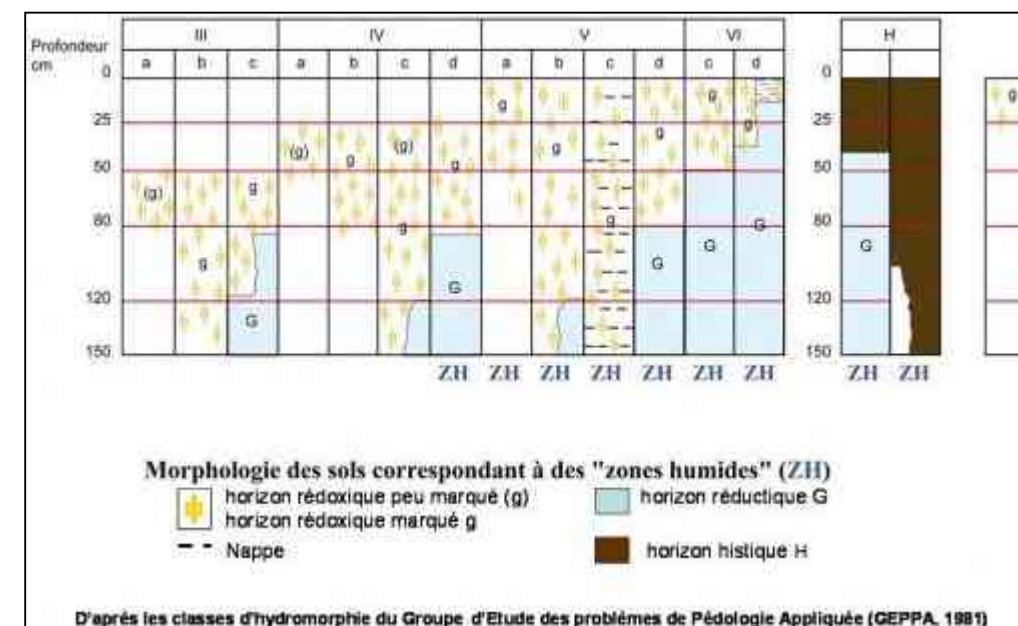 III IV V VI H
Profondeur
cm
a b c a b c d a b c d c d
0 0
g g g g
25 25
(g) g (g) g g g
50 50
(g) g
80 80
g g g G G G
G G
120 120
G
150 150
ZH ZH ZH ZH ZH ZH ZH ZH ZH
Morphologie des sols correspondant à des "zones humides" (ZH)
horizon rédoxique peu marqué (g) horizon réductique G
horizon rédoxique marqué g
Nappe horizon histique H
D'aprés les classes d'hydromorphie du Groupe d'Etude des problèmes de Pédologie Appliquée (GEPPA, 1981)